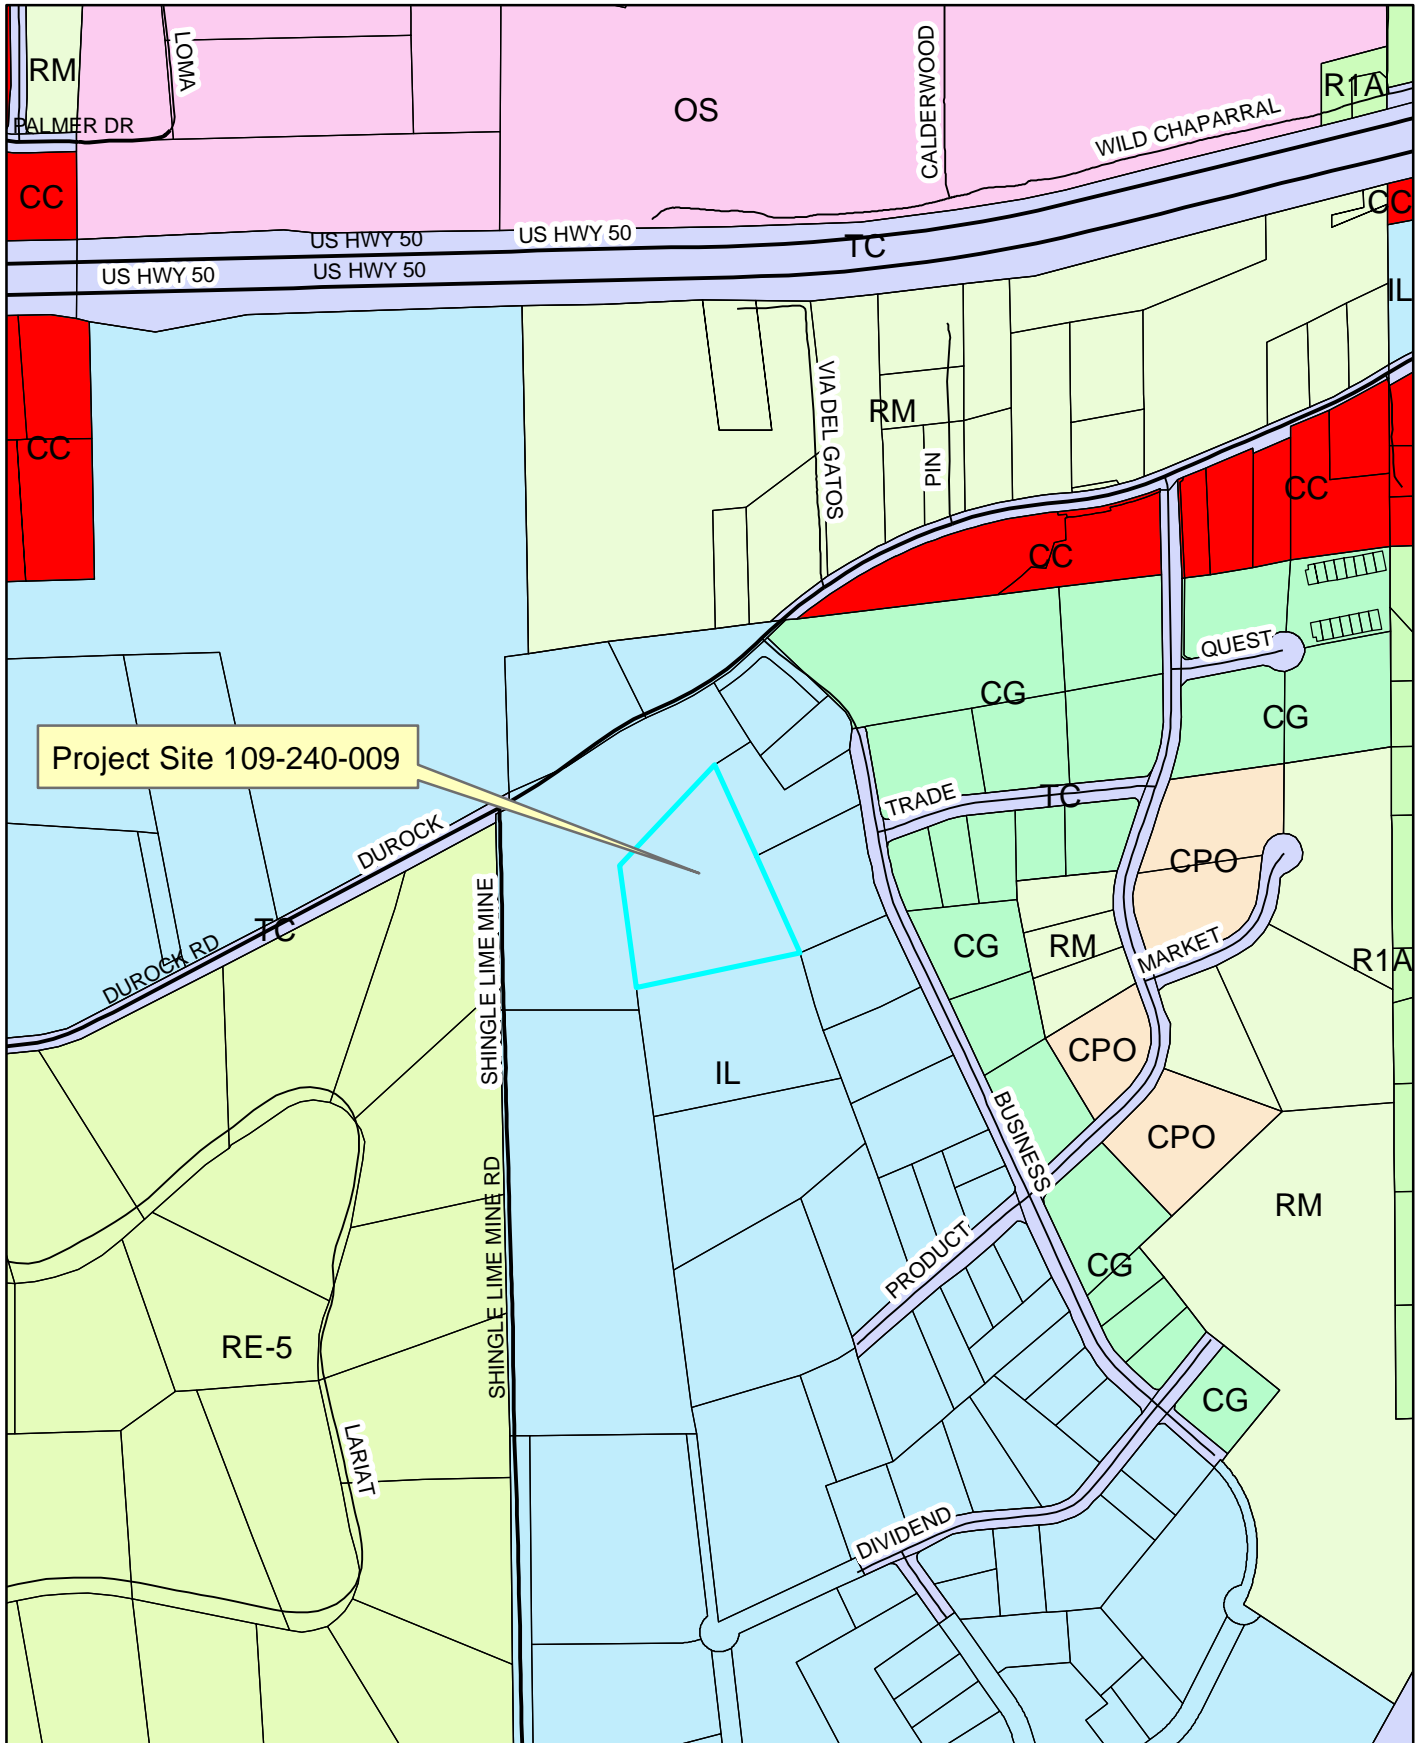 RM
LOMA
OS
CALDERWOOD
R1A
PALMER DR
WILD CHAPARRAL
CC
CC
US HWY 50
US HWY 50
TC
US HWY 50
US HWY 50
IL
VIA DEL GATOS
RM
CC
PIN
CC
CC
QUEST
CG
CG
Project Site 109-240-009
TRADE
TC
DUROCK
CPO
SHINGLE LIME MINE
TC
DUROCK RD
CG
RM
MARKET
R1A
CPO
IL
BUSINESS
CPO
SHINGLE LIME MINE RD
RM
PRODUCT
CG
RE-5
CG
LARIAT
DIVIDEND